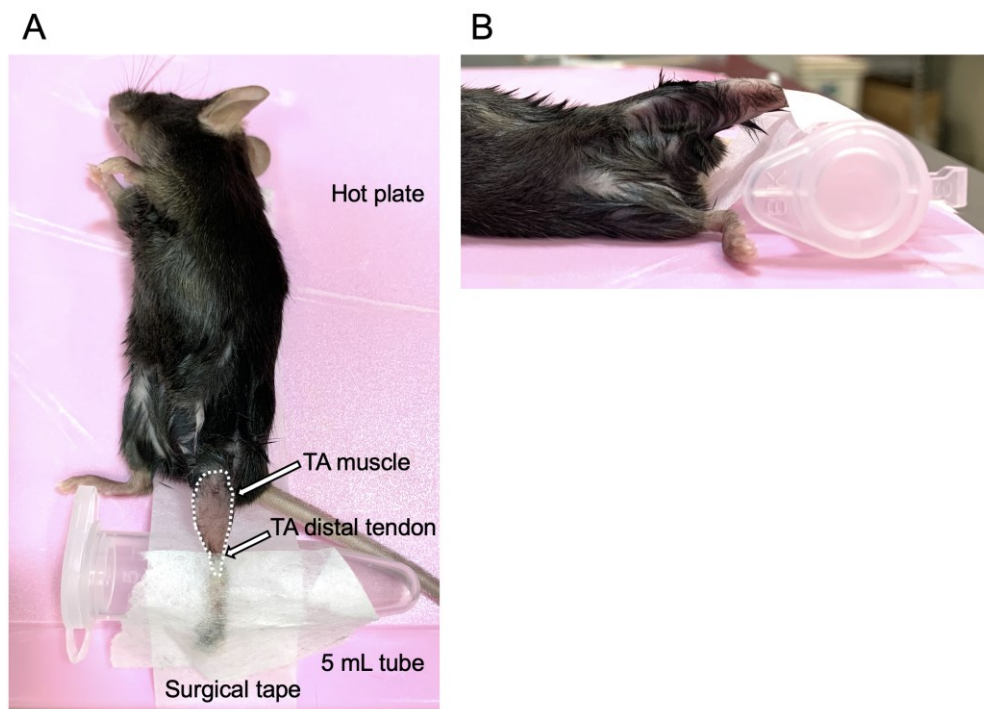 A
B
Hot plate
TA muscle
TA distal tendon
5 mL tube
Surgical tape